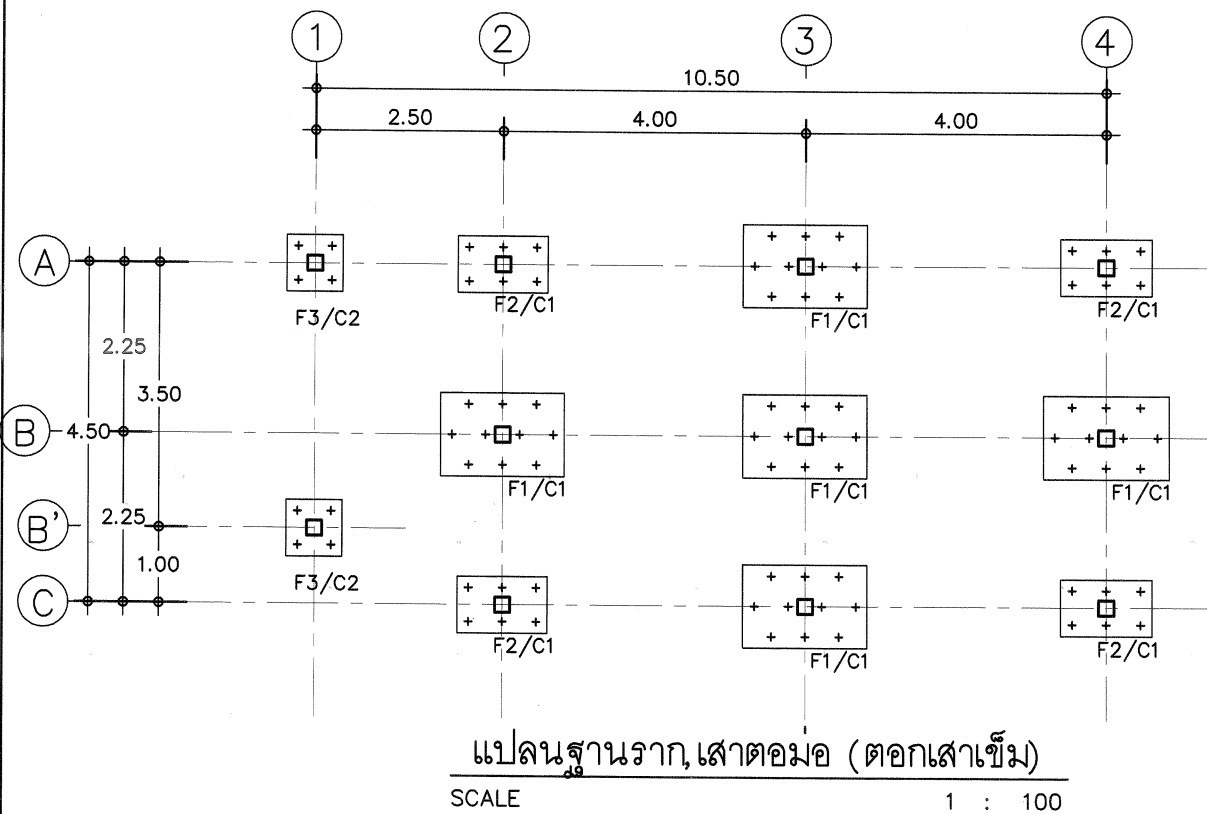 1 2 3 4
10.50
2.50 4.00 4.00
A
F3/C2 F2/C1 F1/C1 F2/C1
2.25
3.50
B 4.50
F1/C1 F1/C1 F1/C1
B' 2.25
1.00
F3/C2
C
F2/C1 F1/C1 F2/C1
แปลนฐานราก,เสาตอม่อ (ตอกเสาเข็ม)
SCALE 1 : 100